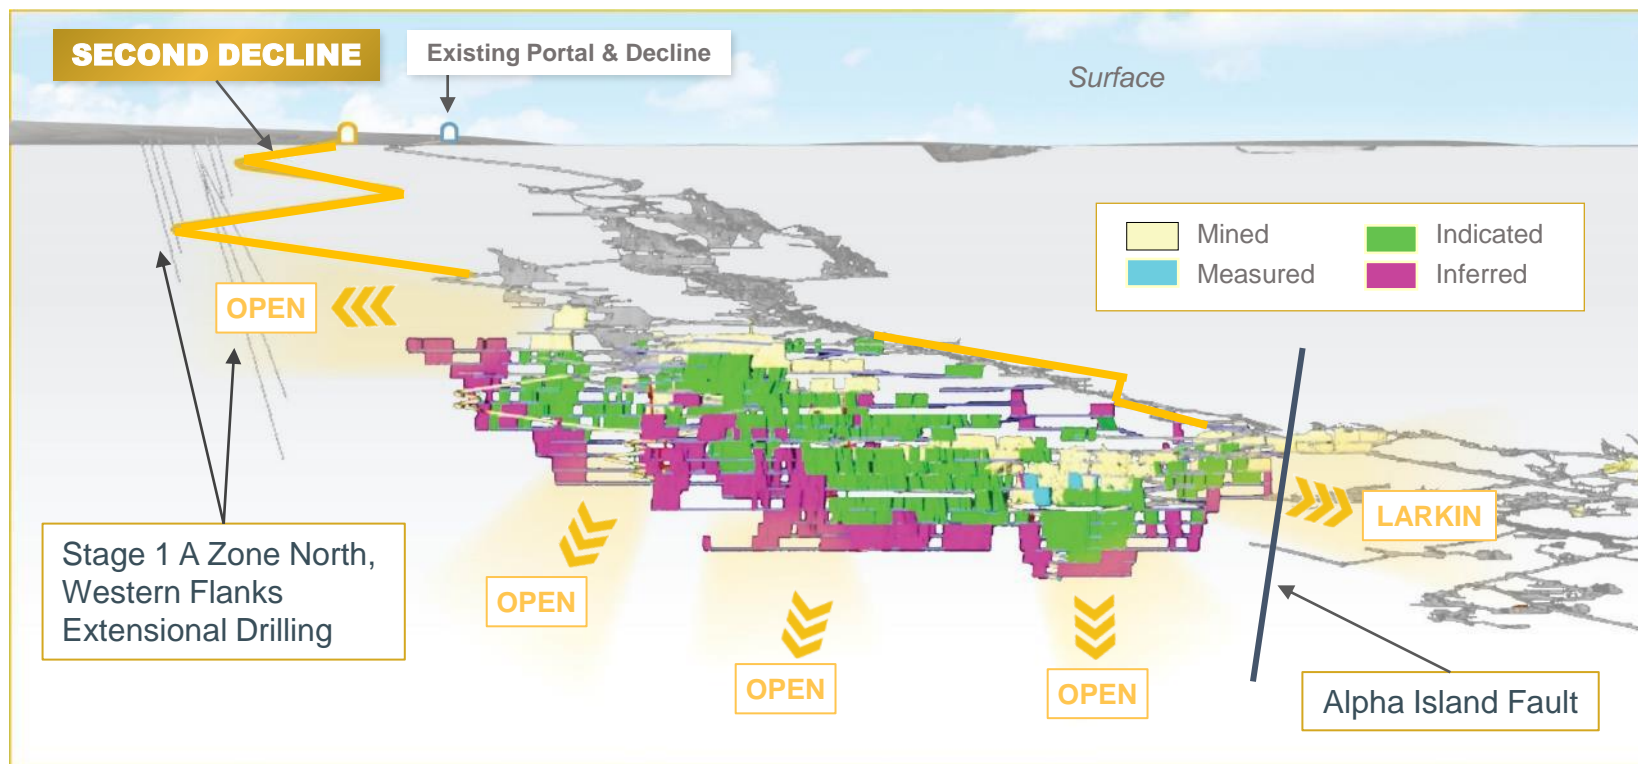 SECOND DECLINE
Existing Portal & Decline
Surface
Mined
Indicated
Measured
Inferred
OPEN
LARKIN
Stage 1 A Zone North,
Western Flanks
Extensional Drilling
OPEN
OPEN
OPEN
Alpha Island Fault